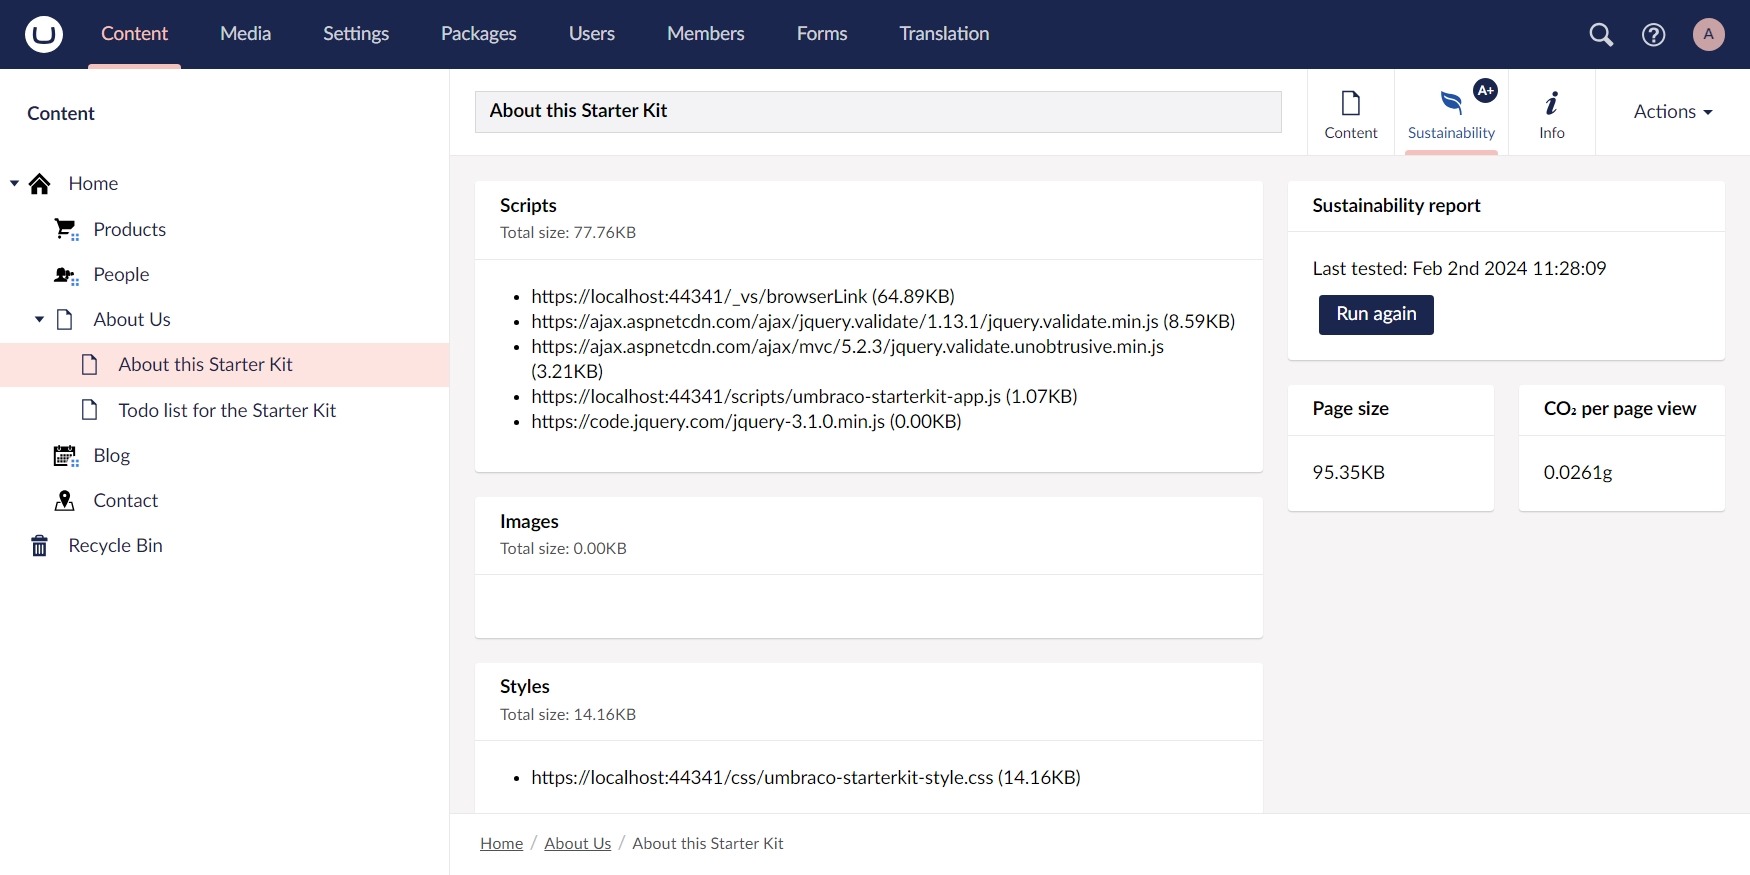 Content Media Settings Packages Users Members Forms Translation A
Content
Home
Products
People
About Us
About this Starter Kit
Todo list for the Starter Kit
Blog
Contact
Recycle Bin
About this Starter Kit
Content
A+
Sustainability
Info
Actions
Scripts
Total size: 77.76KB
• https://localhost:44341/_vs/browserLink (64.89KB)
• https://ajax.aspnetcdn.com/ajax/jquery.validate/1.13.1/jquery.validate.min.js (8.59KB)
• https://ajax.aspnetcdn.com/ajax/mvc/5.2.3/jquery.validate.unobtrusive.min.js
(3.21KB)
• https://localhost:44341/scripts/umbraco-starterkit-app.js (1.07KB)
• https://code.jquery.com/jquery-3.1.0.min.js (0.00KB)
Images
Total size: 0.00KB
Styles
Total size: 14.16KB
• https://localhost:44341/css/umbraco-starterkit-style.css (14.16KB)
Sustainability report
Last tested: Feb 2nd 2024 11:28:09
Run again
Page size
95.35KB
CO₂ per page view
0.0261g
Home / About Us / About this Starter Kit